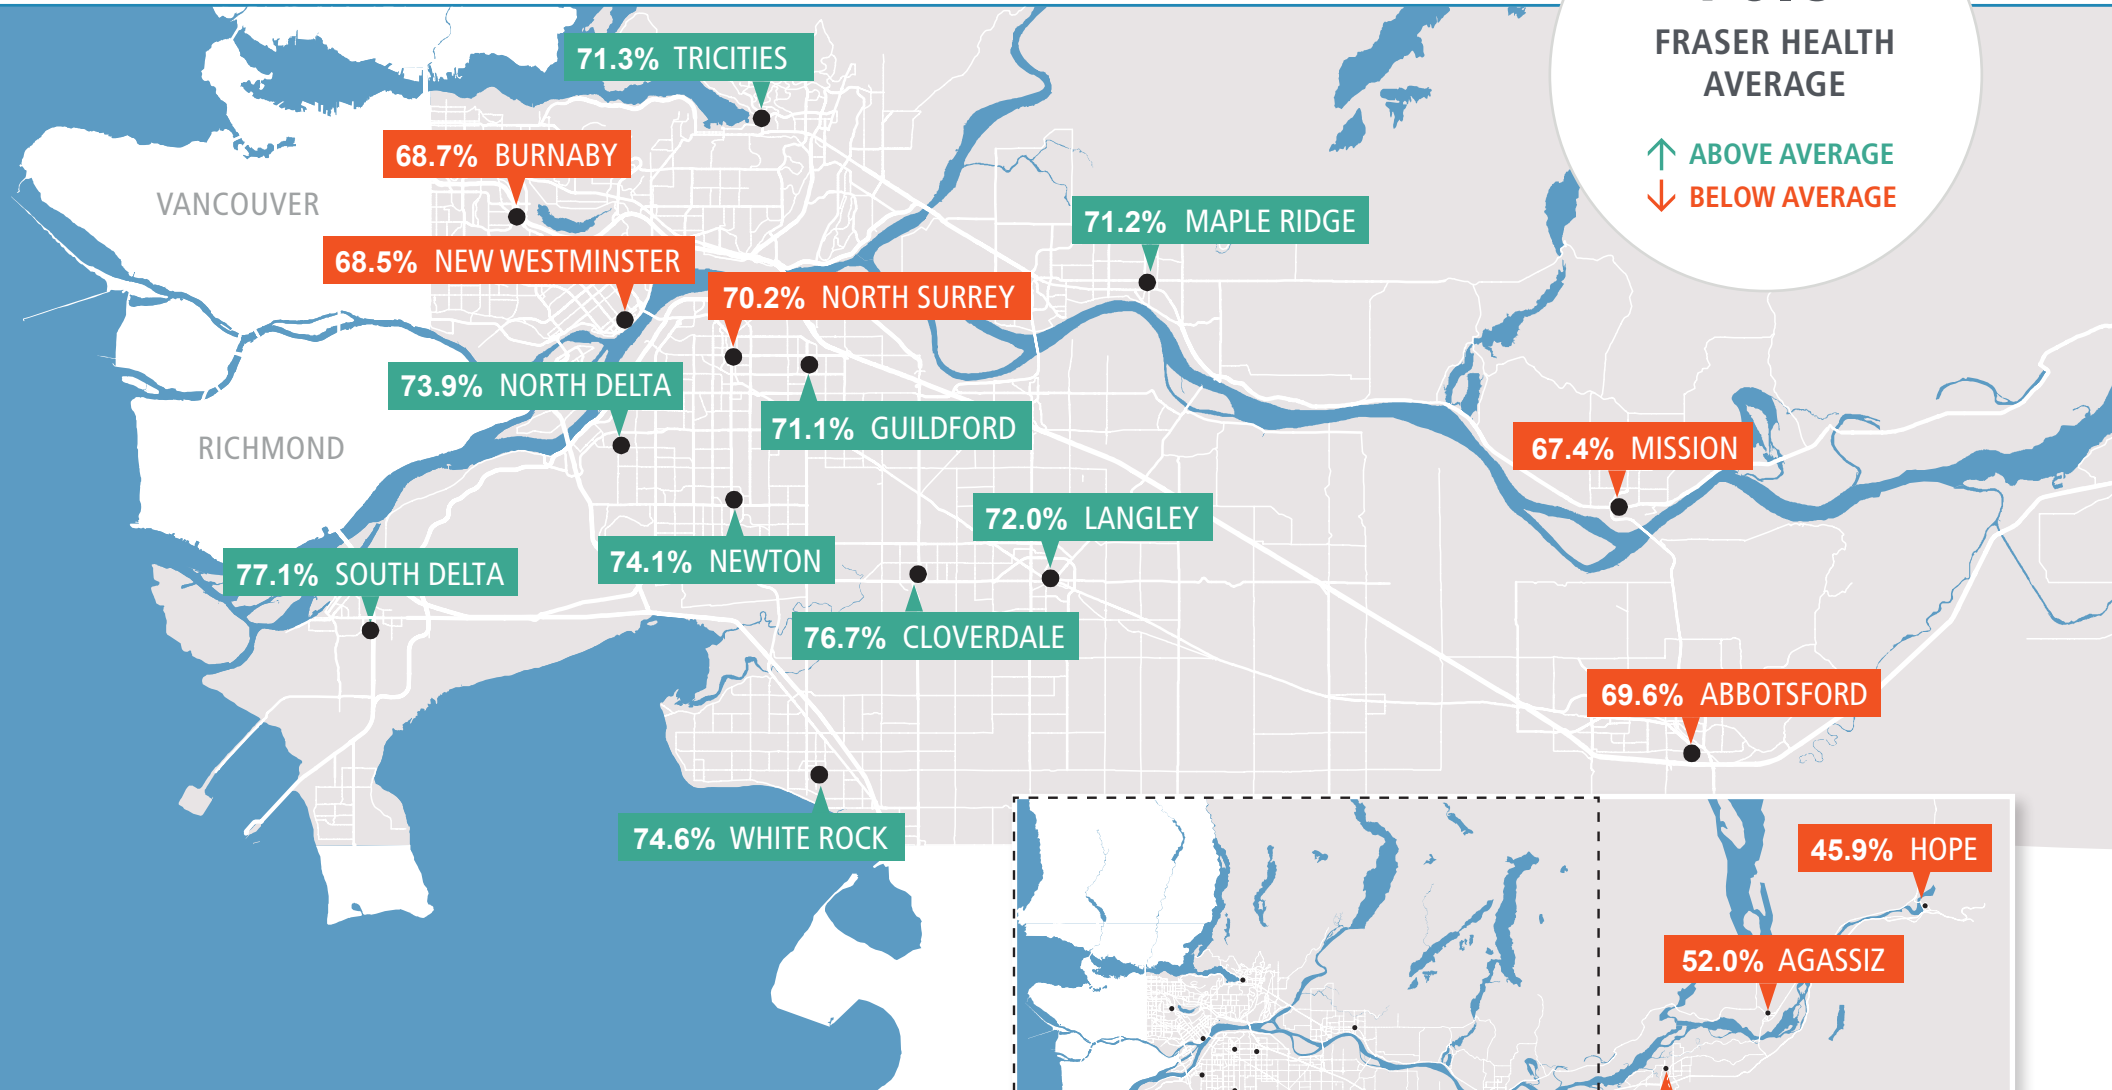 FRASER HEALTH
AVERAGE
↑ ABOVE AVERAGE
↓ BELOW AVERAGE
71.3% TRICITIES
68.7% BURNABY
VANCOUVER
71.2% MAPLE RIDGE
68.5% NEW WESTMINSTER
70.2% NORTH SURREY
73.9% NORTH DELTA
71.1% GUILDFORD
RICHMOND
67.4% MISSION
72.0% LANGLEY
74.1% NEWTON
77.1% SOUTH DELTA
76.7% CLOVERDALE
69.6% ABBOTSFORD
74.6% WHITE ROCK
45.9% HOPE
52.0% AGASSIZ